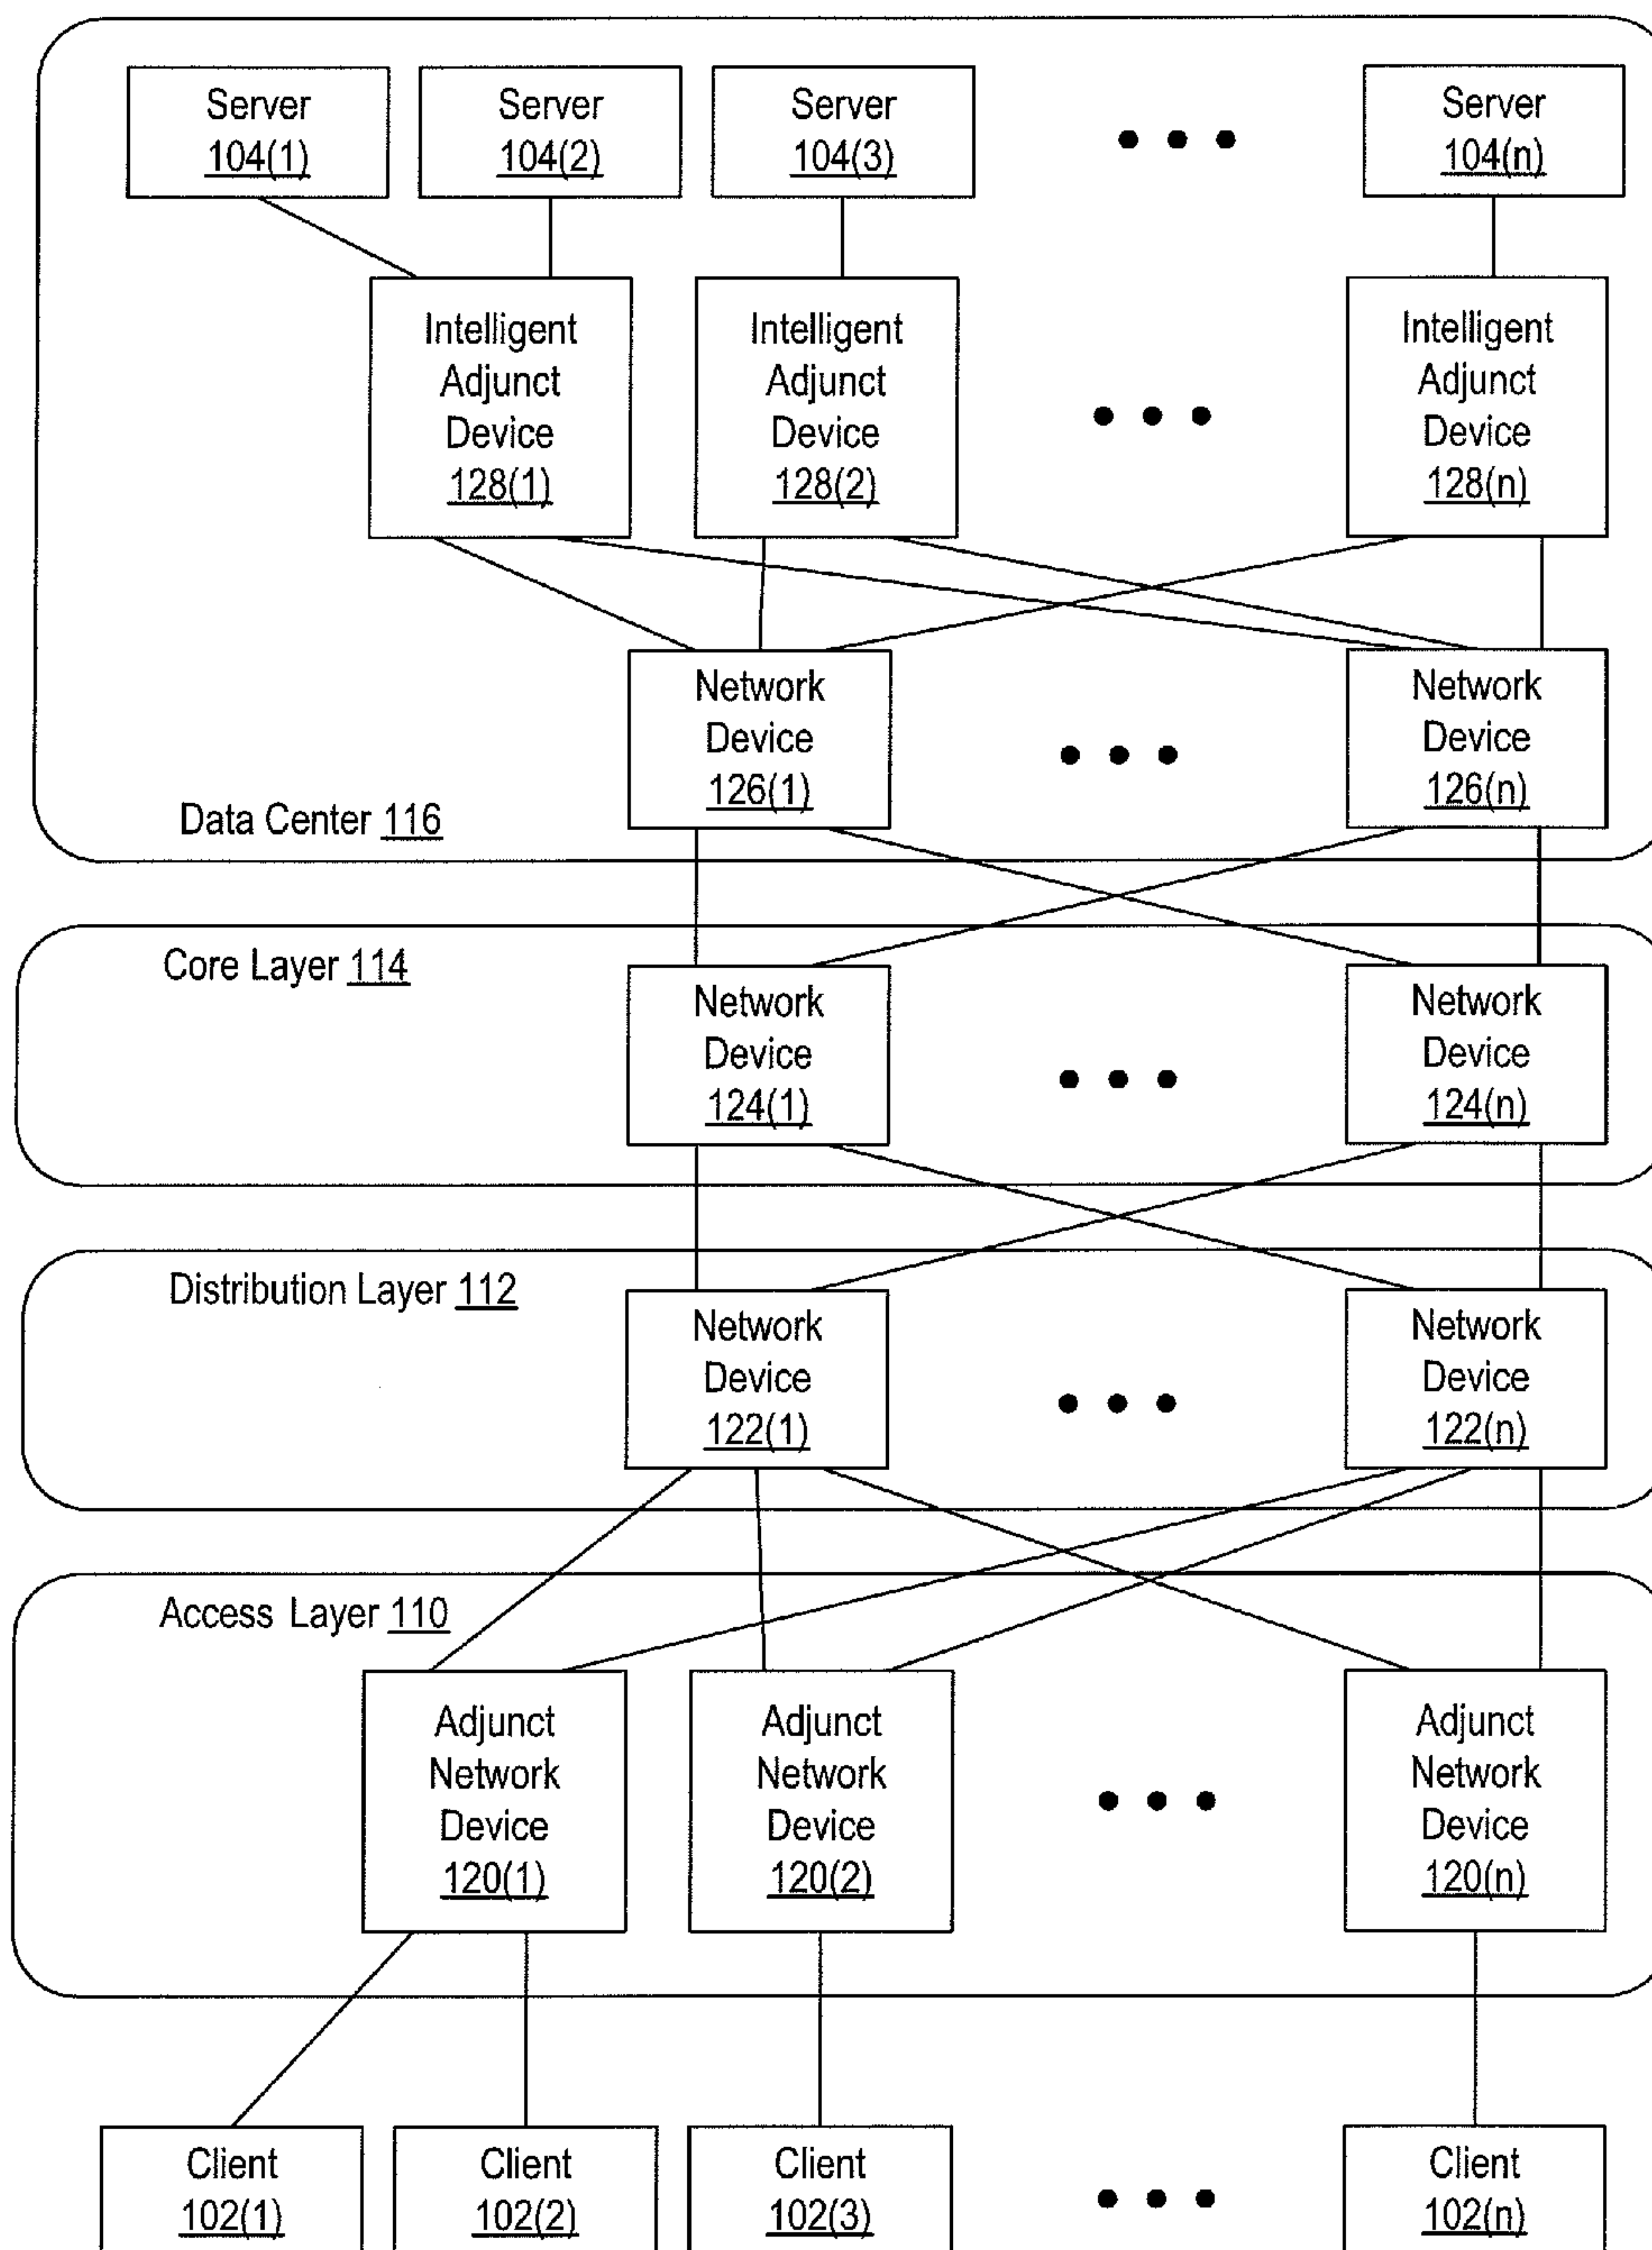 Server
104(1)
Server
104(2)
Server
104(3)
Server
104(n)
Intelligent
Adjunct
Device
128(1)
Intelligent
Adjunct
Device
128(2)
Intelligent
Adjunct
Device
128(n)
Network
Device
126(1)
Network
Device
126(n)
Data Center 116
Core Layer 114
Network
Device
124(1)
Network
Device
124(n)
Distribution Layer 112
Network
Device
122(1)
Network
Device
122(n)
Access Layer 110
Adjunct
Network
Device
120(1)
Adjunct
Network
Device
120(2)
Adjunct
Network
Device
120(n)
Client
102(1)
Client
102(2)
Client
102(3)
Client
102(n)